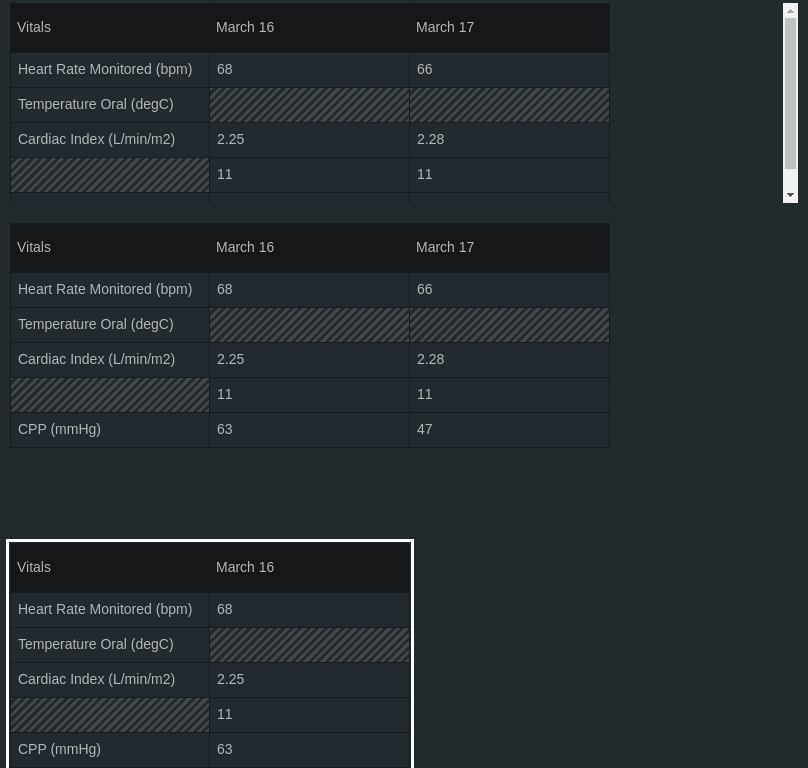 Vitals March 16 March 17
Heart Rate Monitored (bpm) 68 66
Temperature Oral (degC)
Cardiac Index (L/min/m2) 2.25 2.28
11 11
Vitals March 16 March 17
Heart Rate Monitored (bpm) 68 66
Temperature Oral (degC)
Cardiac Index (L/min/m2) 2.25 2.28
11 11
CPP (mmHg) 63 47
Vitals March 16
Heart Rate Monitored (bpm) 68
Temperature Oral (degC)
Cardiac Index (L/min/m2) 2.25
11
CPP (mmHg) 63